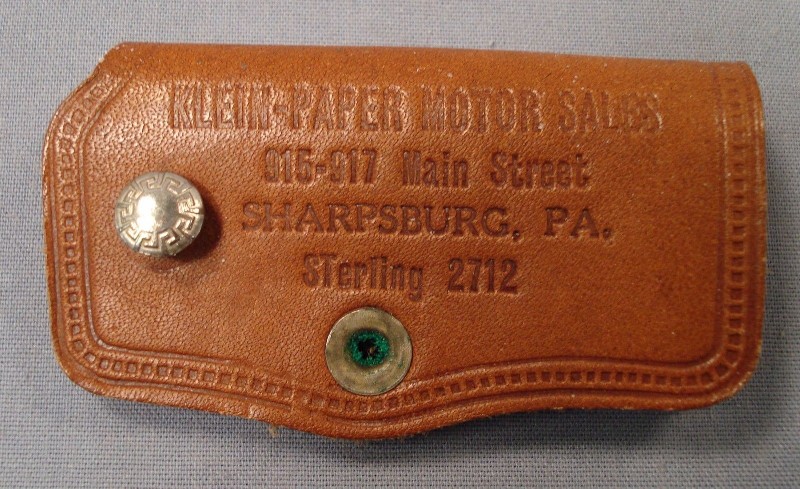 KLEIN-PAPER MOTOR SALES
915-917 Main Street
SHARPSBURG, PA.
STerling 2712